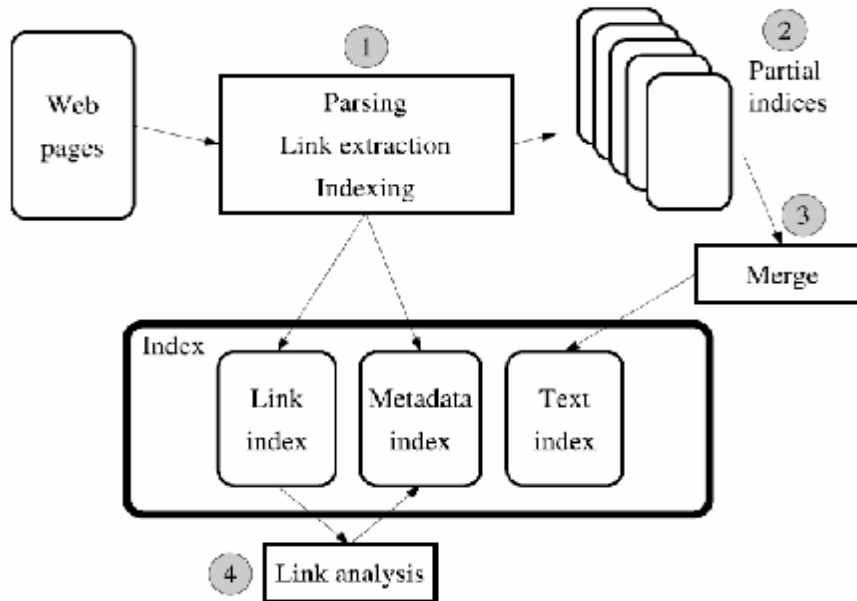 1
2
Web
pages
Parsing
Link extraction
Indexing
Partial
indices
3
Merge
Index
Link
index
Metadata
index
Text
index
4
Link analysis